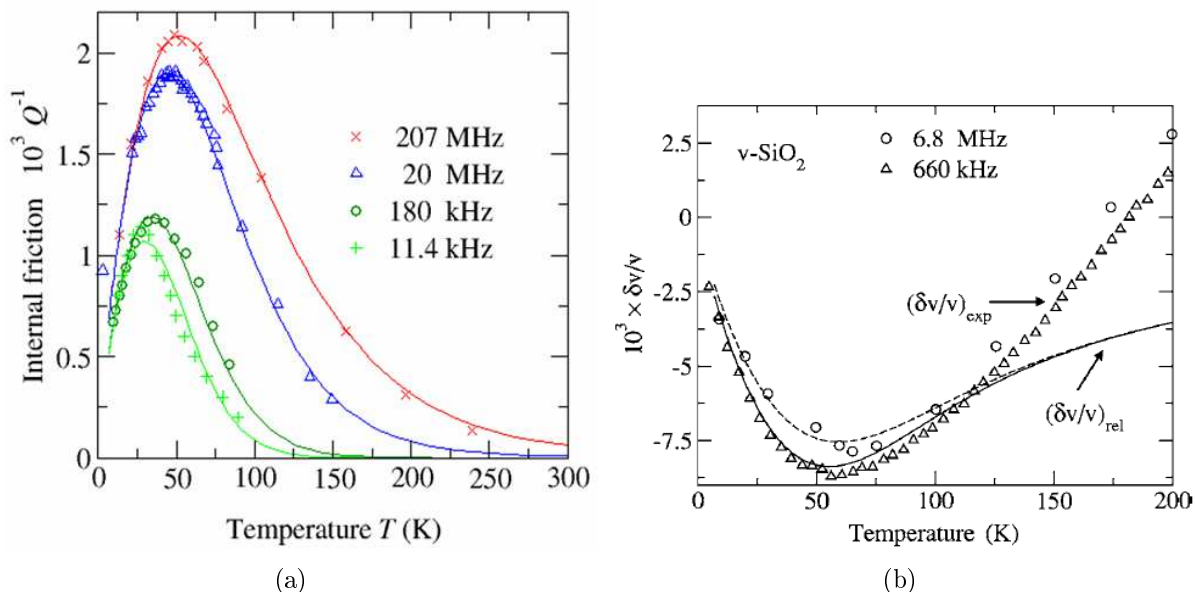 Internal friction 10³ Q⁻¹
2
1.5
1
0.5
0
207 MHz
20 MHz
180 kHz
11.4 kHz
0 50 100 150 200 250 300
Temperature T (K)
(a)
10³ × δv/v
2.5
0
-2.5
-5
-7.5
v-SiO₂
6.8 MHz
660 kHz
(δv/v)exp
(δv/v)rel
0 50 100 150 200
Temperature (K)
(b)